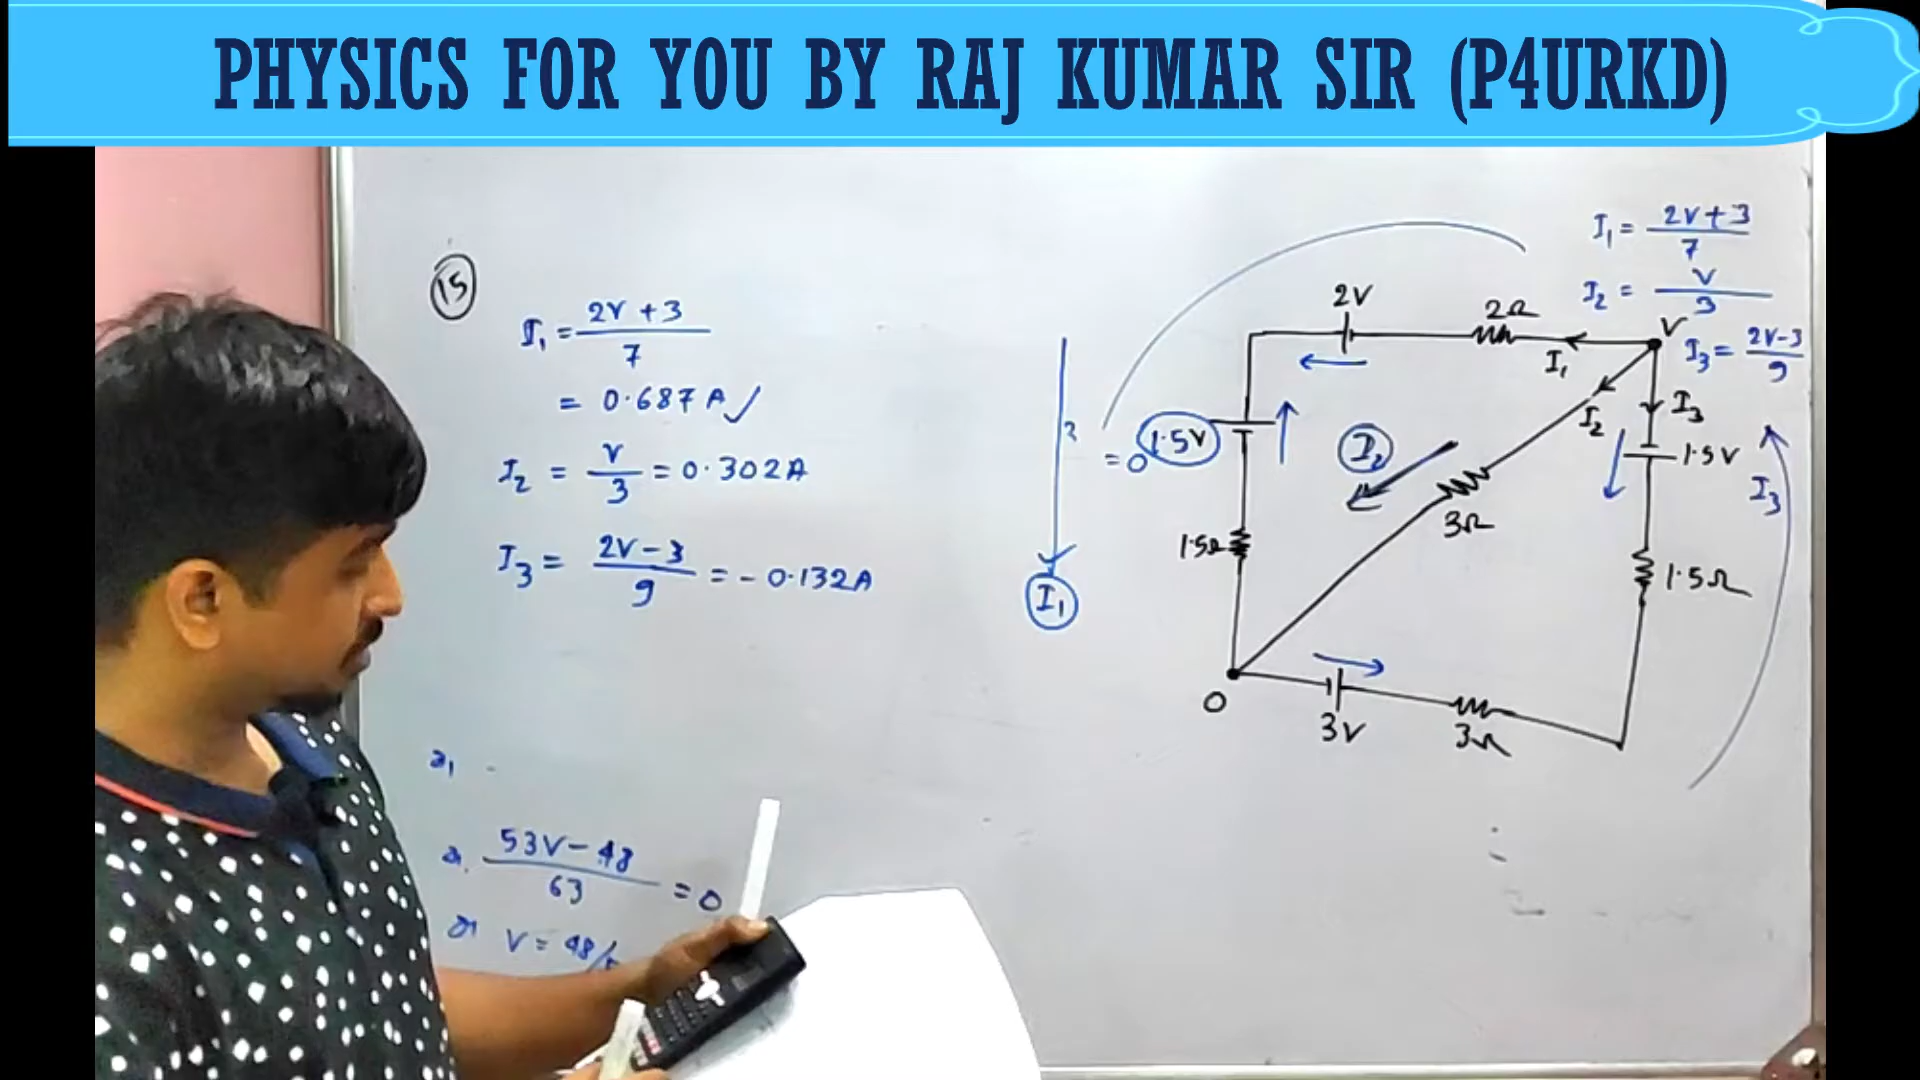 PHYSICS FOR YOU BY RAJ KUMAR SIR (P4URKD)
15
I₁ = 2V + 3 / 7
= 0.687 A ✓
I₂ = V / 3 = 0.302 A
I₃ = 2V - 3 / 9 = - 0.132 A
53V - 48 / 63 = 0
V = 48/
I₁ = 2V + 3 / 7
I₂ = V / 3
I₃ = 2V-3 / 9
2V
2Ω
V
I₁
I₂
I₃
= 0
1.5V
I₂
1.5V
I₃
3Ω
1.5Ω
1.5Ω
I₁
O
3V
3Ω